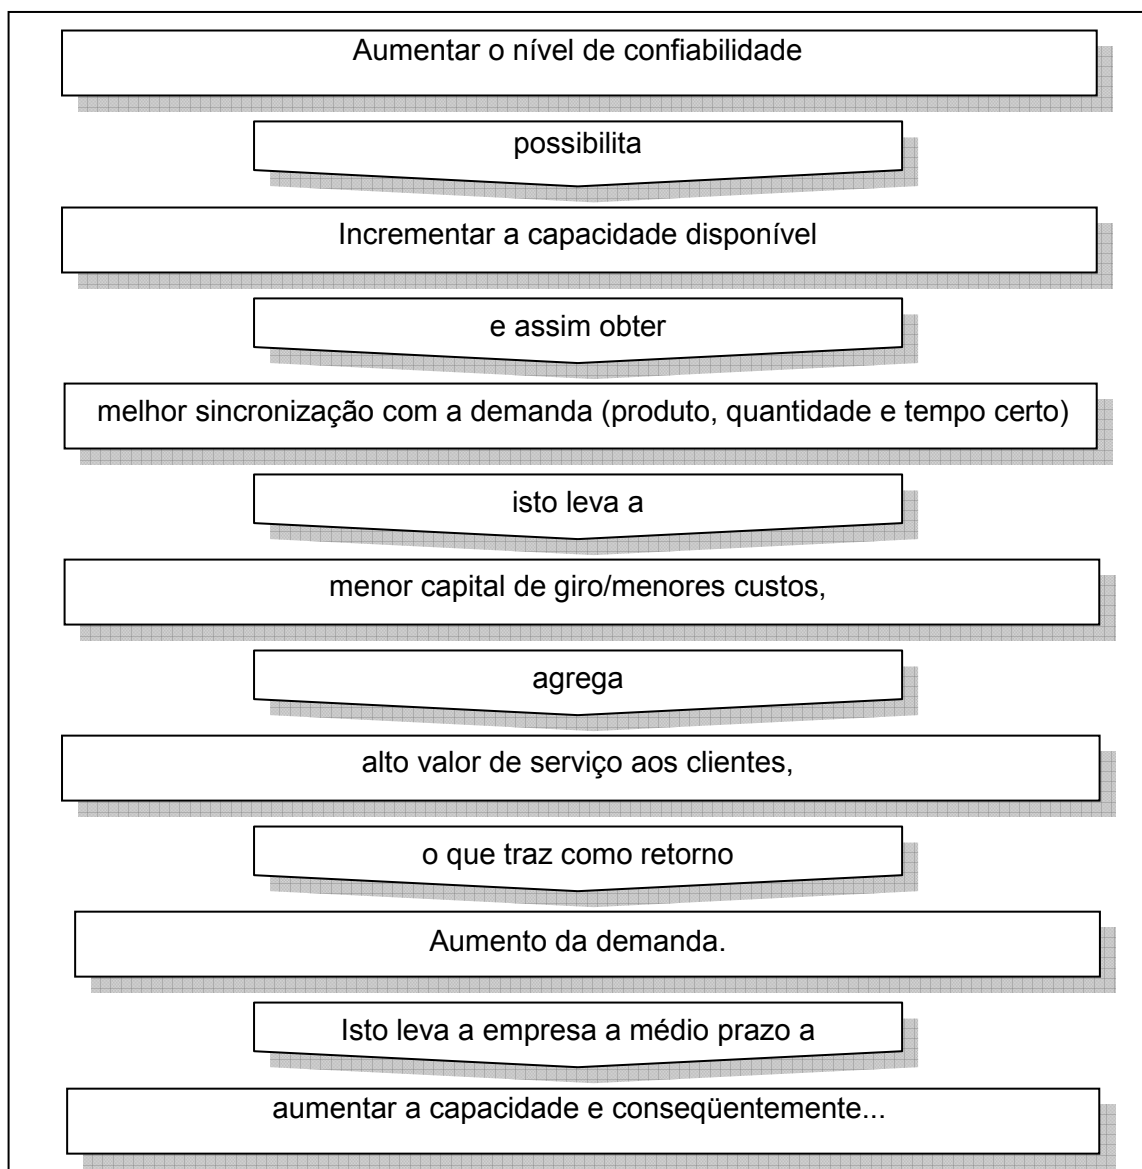 Aumentar o nível de confiabilidade
possibilita
Incrementar a capacidade disponível
e assim obter
melhor sincronização com a demanda (produto, quantidade e tempo certo)
isto leva a
menor capital de giro/menores custos,
agrega
alto valor de serviço aos clientes,
o que traz como retorno
Aumento da demanda.
Isto leva a empresa a médio prazo a
aumentar a capacidade e conseqüentemente...